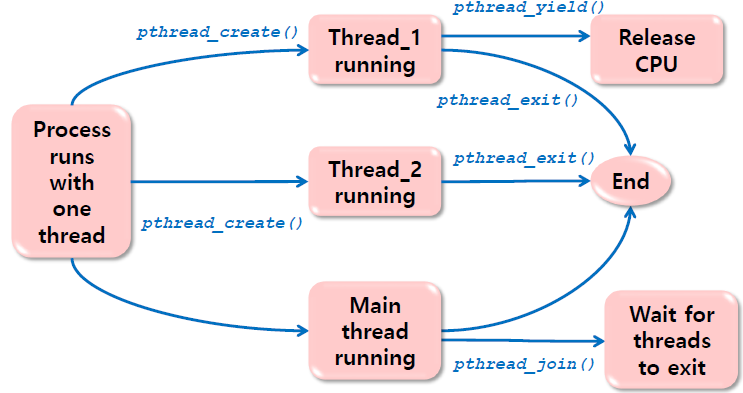 pthread_yield()
pthread_create()
Thread_1
running
Release
CPU
pthread_exit()
Process
runs
with
one
thread
Thread_2
running
pthread_exit()
End
pthread_create()
Main
thread
running
Wait for
threads
to exit
pthread_join()